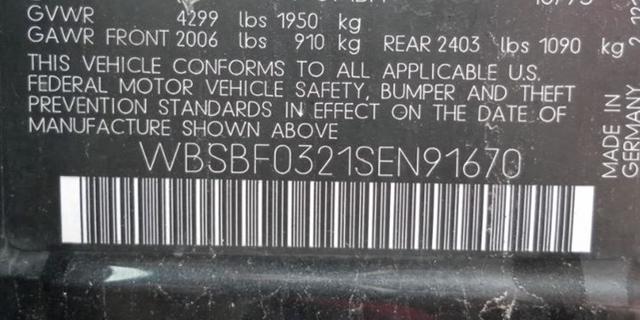 GVWR 4299 lbs 1950 kg
GAWR FRONT 2006 lbs 910 kg REAR 2403 lbs 1090 kg
THIS VEHICLE CONFORMS TO ALL APPLICABLE U.S.
FEDERAL MOTOR VEHICLE SAFETY, BUMPER AND THEFT
PREVENTION STANDARDS IN EFFECT ON THE DATE OF
MANUFACTURE SHOWN ABOVE
WBSBF0321SEN91670
MADE IN
GERMANY